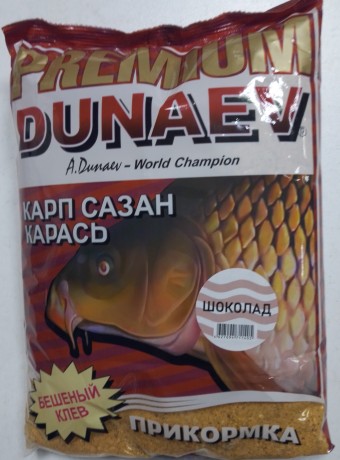 PREMIUM
DUNAEV®
A.Dunaev – World Champion
КАРП САЗАН
КАРАСЬ
ШОКОЛАД
БЕШЕНЫЙ
КЛЕВ
ПРИКОРМКА